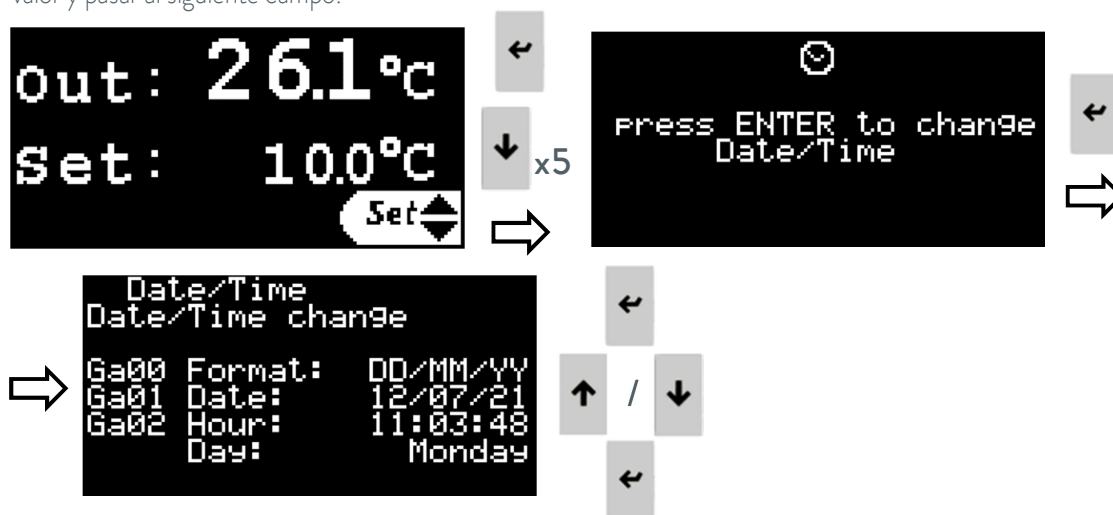 valor y pasar al siguiente campo.
out: 26.1°C
Set: 10.0°C
Set
x5
Press ENTER to change
Date/Time
Date/Time
Date/Time change
Ga00 Format: DD/MM/YY
Ga01 Date: 12/07/21
Ga02 Hour: 11:03:48
Day: Monday
/